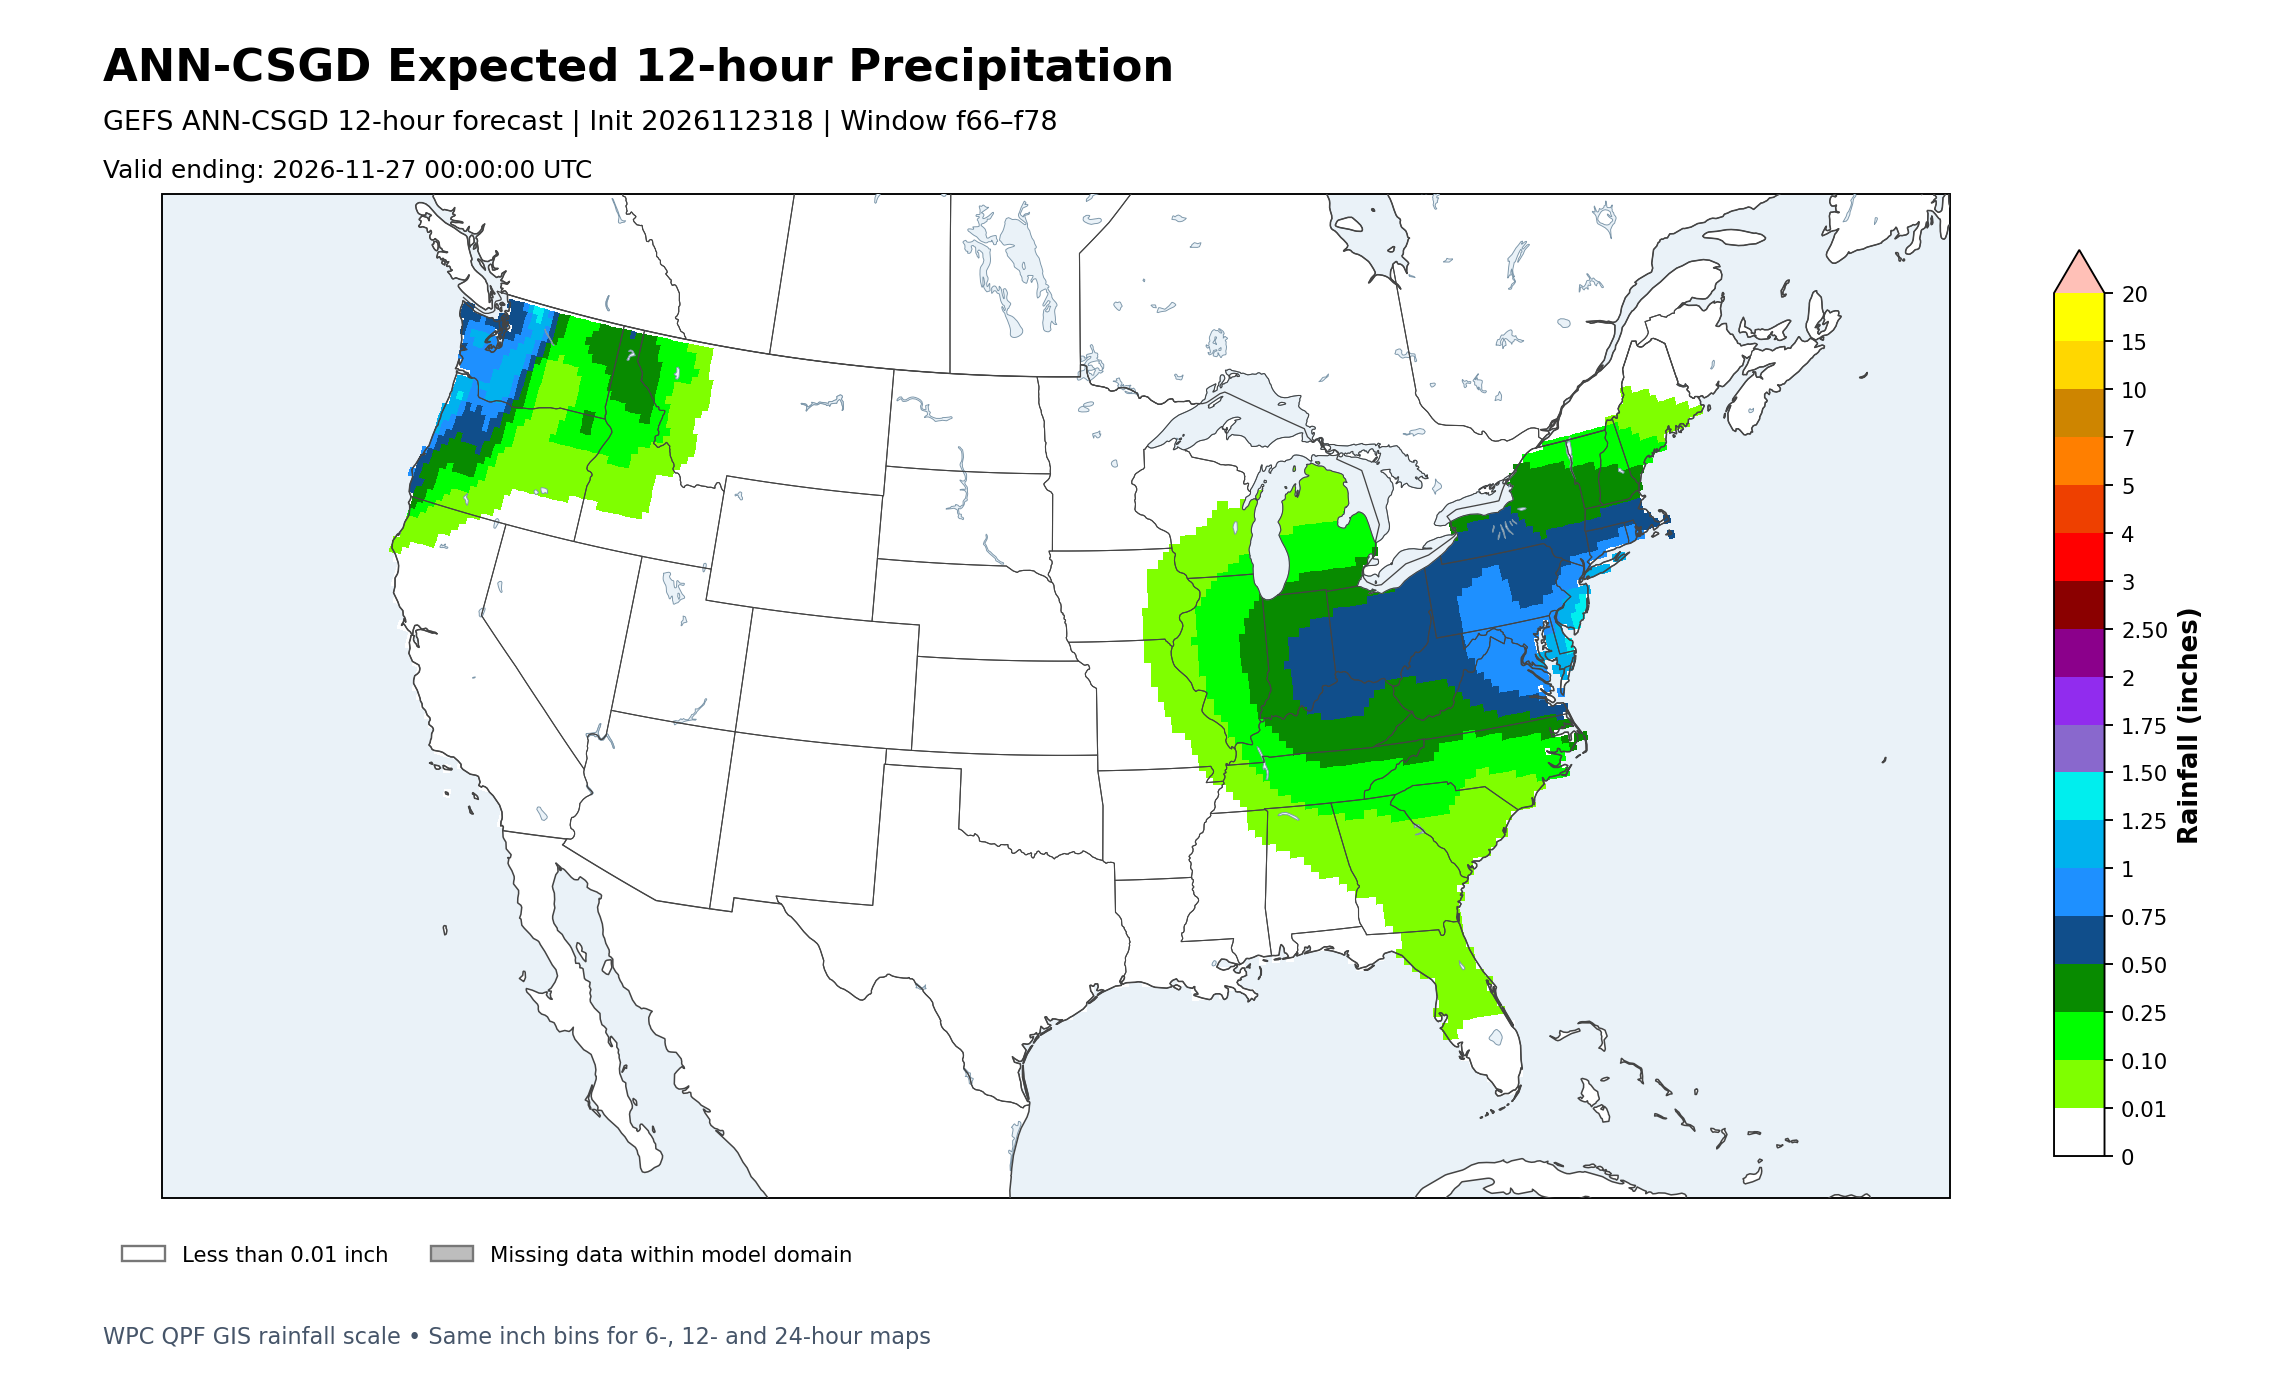 ANN-CSGD Expected 12-hour Precipitation
GEFS ANN-CSGD 12-hour forecast | Init 2026112318 | Window f66–f78
Valid ending: 2026-11-27 00:00:00 UTC
20
15
10
7
5
4
3
2.50
2
1.75
1.50
1.25
1
0.75
0.50
0.25
0.10
0.01
0
Rainfall (inches)
Less than 0.01 inch
Missing data within model domain
WPC QPF GIS rainfall scale • Same inch bins for 6-, 12- and 24-hour maps